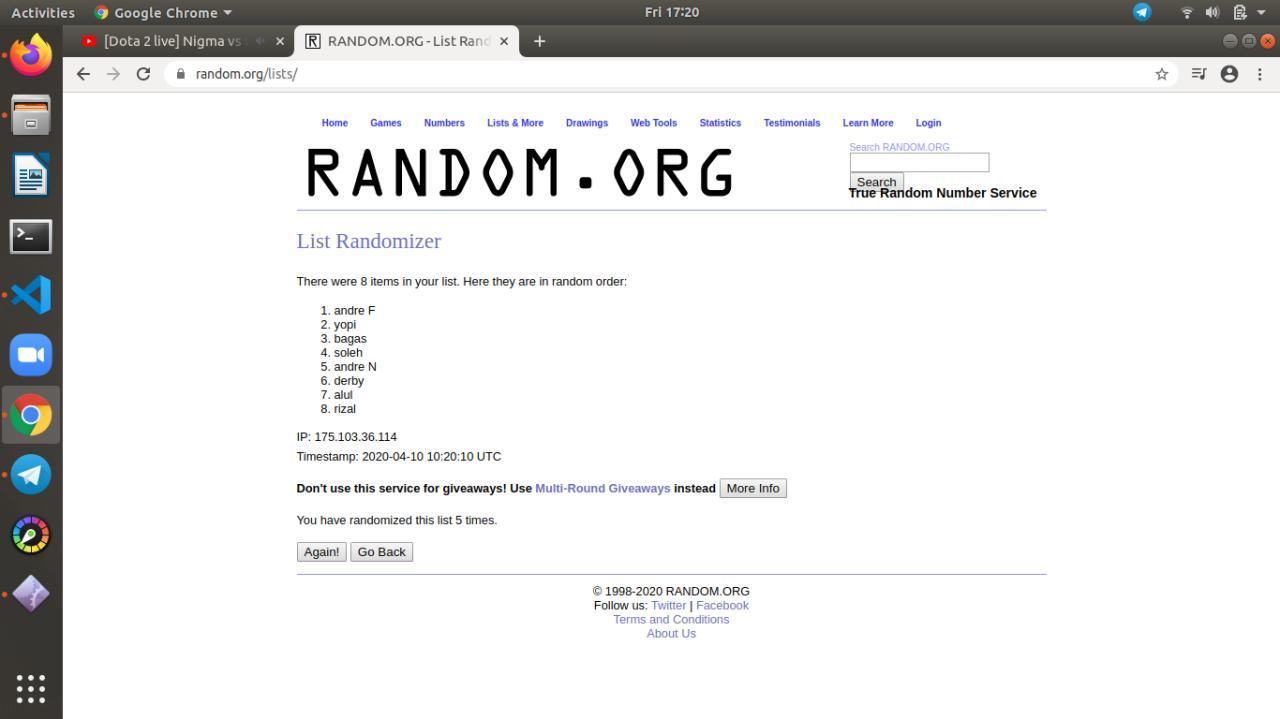 Activities Google Chrome Fri 17:20
[Dota 2 live] Nigma vs RANDOM.ORG - List Rand
random.org/lists/
Home Games Numbers Lists & More Drawings Web Tools Statistics Testimonials Learn More Login
RANDOM.ORG
Search RANDOM.ORG
Search
True Random Number Service
List Randomizer
There were 8 items in your list. Here they are in random order:
1. andre F
2. yopi
3. bagas
4. soleh
5. andre N
6. derby
7. alul
8. rizal
IP: 175.103.36.114
Timestamp: 2020-04-10 10:20:10 UTC
Don't use this service for giveaways! Use Multi-Round Giveaways instead More Info
You have randomized this list 5 times.
Again! Go Back
© 1998-2020 RANDOM.ORG
Follow us: Twitter | Facebook
Terms and Conditions
About Us